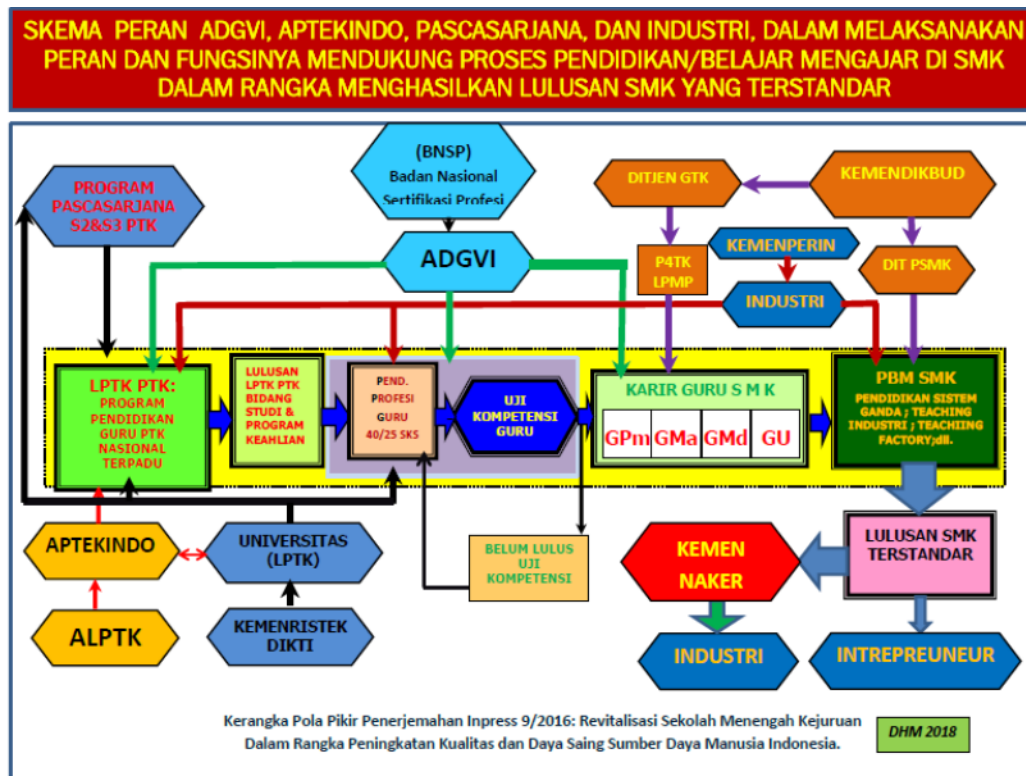 SKEMA PERAN ADGVI, APTEKINDO, PASCASARJANA, DAN INDUSTRI, DALAM MELAKSANAKAN
PERAN DAN FUNGSINYA MENDUKUNG PROSES PENDIDIKAN/BELAJAR MENGAJAR DI SMK
DALAM RANGKA MENGHASILKAN LULUSAN SMK YANG TERSTANDAR
(BNSP)
Badan Nasional
Sertifikasi Profesi
PROGRAM
PASCASARJANA
S2&S3 PTK
DITJEN GTK
KEMENDIKBUD
ADGVI
P4TK
LPMP
KEMENPERIN
DIT PSMK
INDUSTRI
LPTK PTK:
PROGRAM
PENDIDIKAN
GURU PTK
NASIONAL
TERPADU
LULUSAN
LPTK PTK
BIDANG
STUDI &
PROGRAM
KEAHLIAN
PEND.
PROFESI
GURU
40/25 SKS
UJI
KOMPETENSI
GURU
KARIR GURU S M K
GPm GMa GMd GU
PBM SMK
PENDIDIKAN SISTEM
GANDA ; TEACHING
INDUSTRI ; TEACHIING
FACTORY;dll.
APTEKINDO
UNIVERSITAS
(LPTK)
BELUM LULUS
UJI
KOMPETENSI
KEMEN
NAKER
LULUSAN SMK
TERSTANDAR
ALPTK
KEMENRISTEK
DIKTI
INDUSTRI
INTREPREUNEUR
Kerangka Pola Pikir Penerjemahan Inpress 9/2016: Revitalisasi Sekolah Menengah Kejuruan
Dalam Rangka Peningkatan Kualitas dan Daya Saing Sumber Daya Manusia Indonesia.
DHM 2018